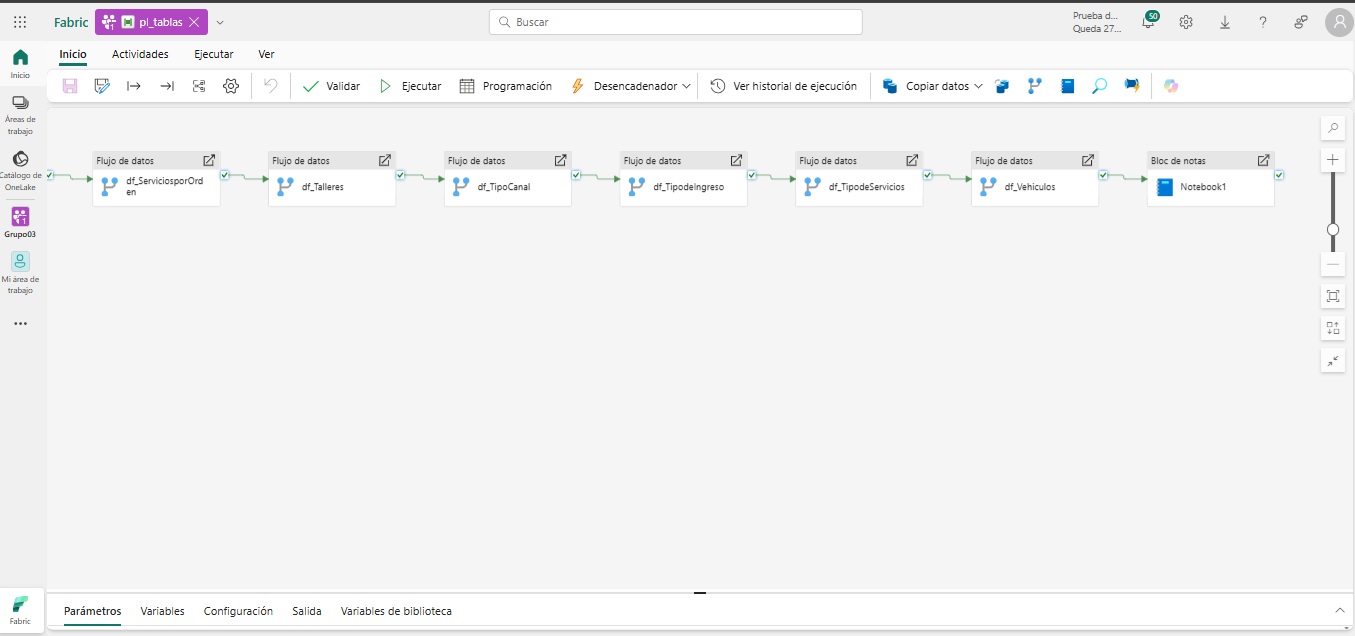 Fabric
pl_tablas
Buscar
Prueba d...
Queda 27...
50
Inicio
Actividades
Ejecutar
Ver
Validar
Ejecutar
Programación
Desencadenador
Ver historial de ejecución
Copiar datos
Inicio
Áreas de
trabajo
Catálogo de
OneLake
Grupo03
Mi área de
trabajo
Fabric
Flujo de datos
df_ServiciosporOrd
en
Flujo de datos
df_Talleres
Flujo de datos
df_TipoCanal
Flujo de datos
df_TipodeIngreso
Flujo de datos
df_TipodeServicios
Flujo de datos
df_Vehiculos
Bloc de notas
Notebook1
Parámetros
Variables
Configuración
Salida
Variables de biblioteca